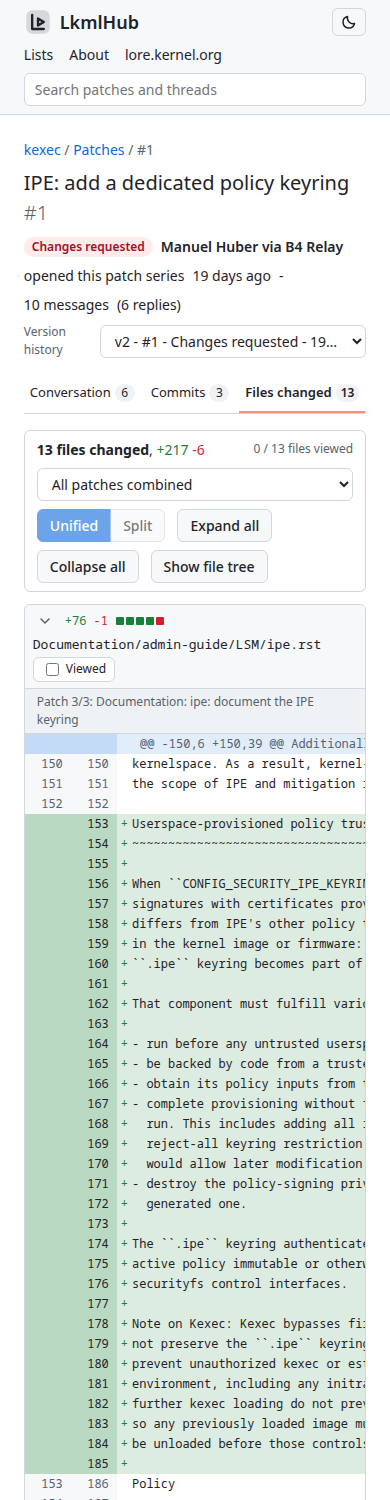 LkmlHub
Lists About lore.kernel.org
Search patches and threads
kexec / Patches / #1
IPE: add a dedicated policy keyring
#1
Changes requested Manuel Huber via B4 Relay
opened this patch series 19 days ago -
10 messages (6 replies)
Version
history
v2 - #1 - Changes requested - 19...
Conversation 6 Commits 3 Files changed 13
13 files changed, +217 -6 0 / 13 files viewed
All patches combined
Unified Split Expand all
Collapse all Show file tree
+76 -1
Documentation/admin-guide/LSM/ipe.rst
Viewed
Patch 3/3: Documentation: ipe: document the IPE
keyring
@@ -150,6 +150,39 @@ Additional
150 150 kernelspace. As a result, kernel-
151 151 the scope of IPE and mitigation
152 152
153 + Userspace-provisioned policy trus
154 + ~~~~~~~~~~~~~~~~~~~~~~~~~~~~~~~~~
155 +
156 + When ``CONFIG_SECURITY_IPE_KEYRIN
157 + signatures with certificates prov
158 + differs from IPE's other policy
159 + in the kernel image or firmware:
160 + ``.ipe`` keyring becomes part of
161 +
162 + That component must fulfill vario
163 +
164 + - run before any untrusted usersp
165 + - be backed by code from a truste
166 + - obtain its policy inputs from
167 + - complete provisioning without
168 + run. This includes adding all
169 + reject-all keyring restriction
170 + would allow later modification
171 + - destroy the policy-signing priv
172 + generated one.
173 +
174 + The ``.ipe`` keyring authenticate
175 + active policy immutable or otherw
176 + securityfs control interfaces.
177 +
178 + Note on Kexec: Kexec bypasses fi
179 + not preserve the ``.ipe`` keyring
180 + prevent unauthorized kexec or est
181 + environment, including any initra
182 + further kexec loading do not prev
183 + so any previously loaded image mu
184 + be unloaded before those controls
185 +
153 186 Policy